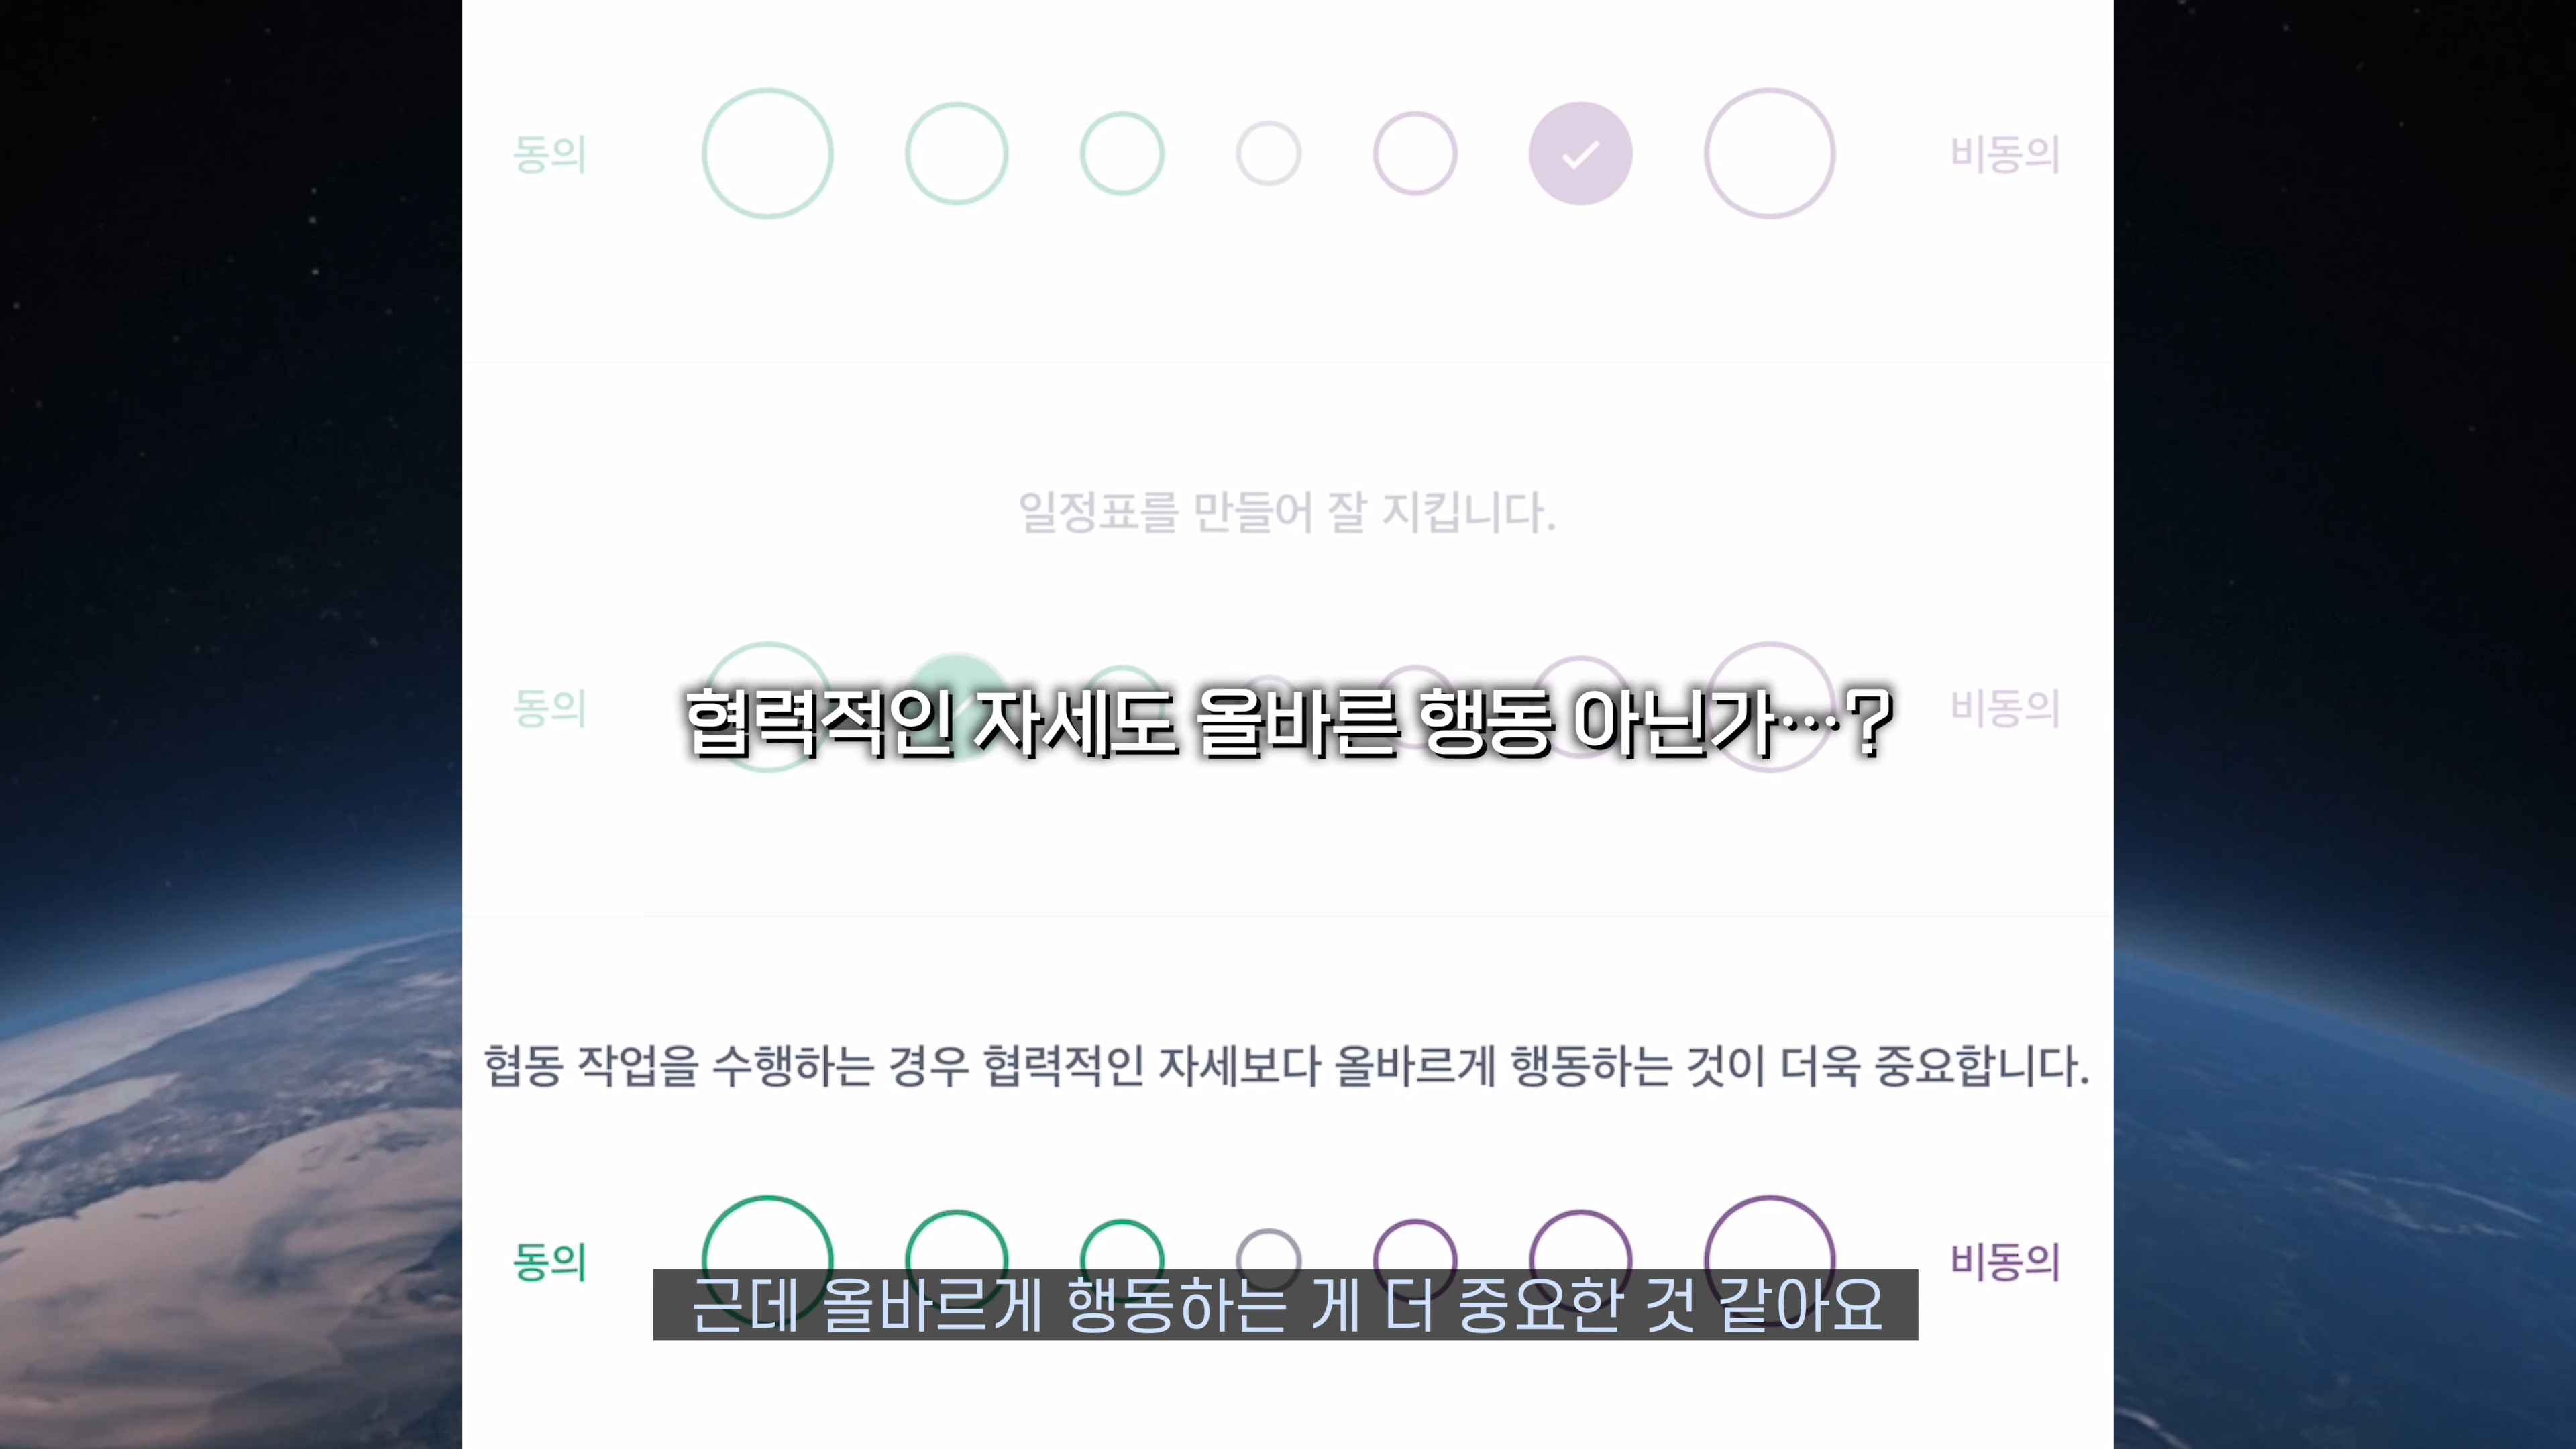 동의
비동의
일정표를 만들어 잘 지킵니다.
동의
비동의
협력적인 자세도 올바른 행동 아닌가…?
협동 작업을 수행하는 경우 협력적인 자세보다 올바르게 행동하는 것이 더욱 중요합니다.
동의
비동의
근데 올바르게 행동하는 게 더 중요한 것 같아요